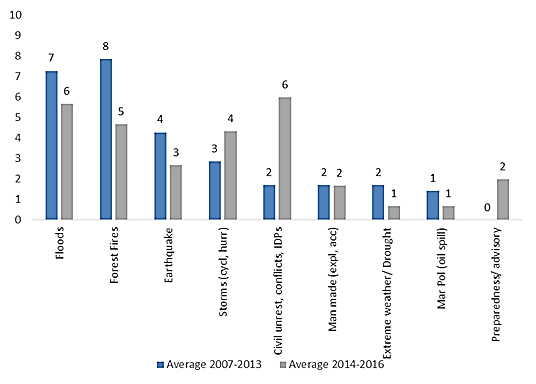 10
9
8
7
6
5
4
3
2
1
0
7
6
8
5
4
3
3
4
2
6
2
2
2
1
1
1
0
2
Floods
Forest Fires
Earthquake
Storms (cycl, hurr)
Civil unrest, conflicts, IDPs
Man made (expl, acc)
Extreme weather/ Drought
Mar Pol (oil spill)
Preparedness/ advisory
Average 2007-2013
Average 2014-2016